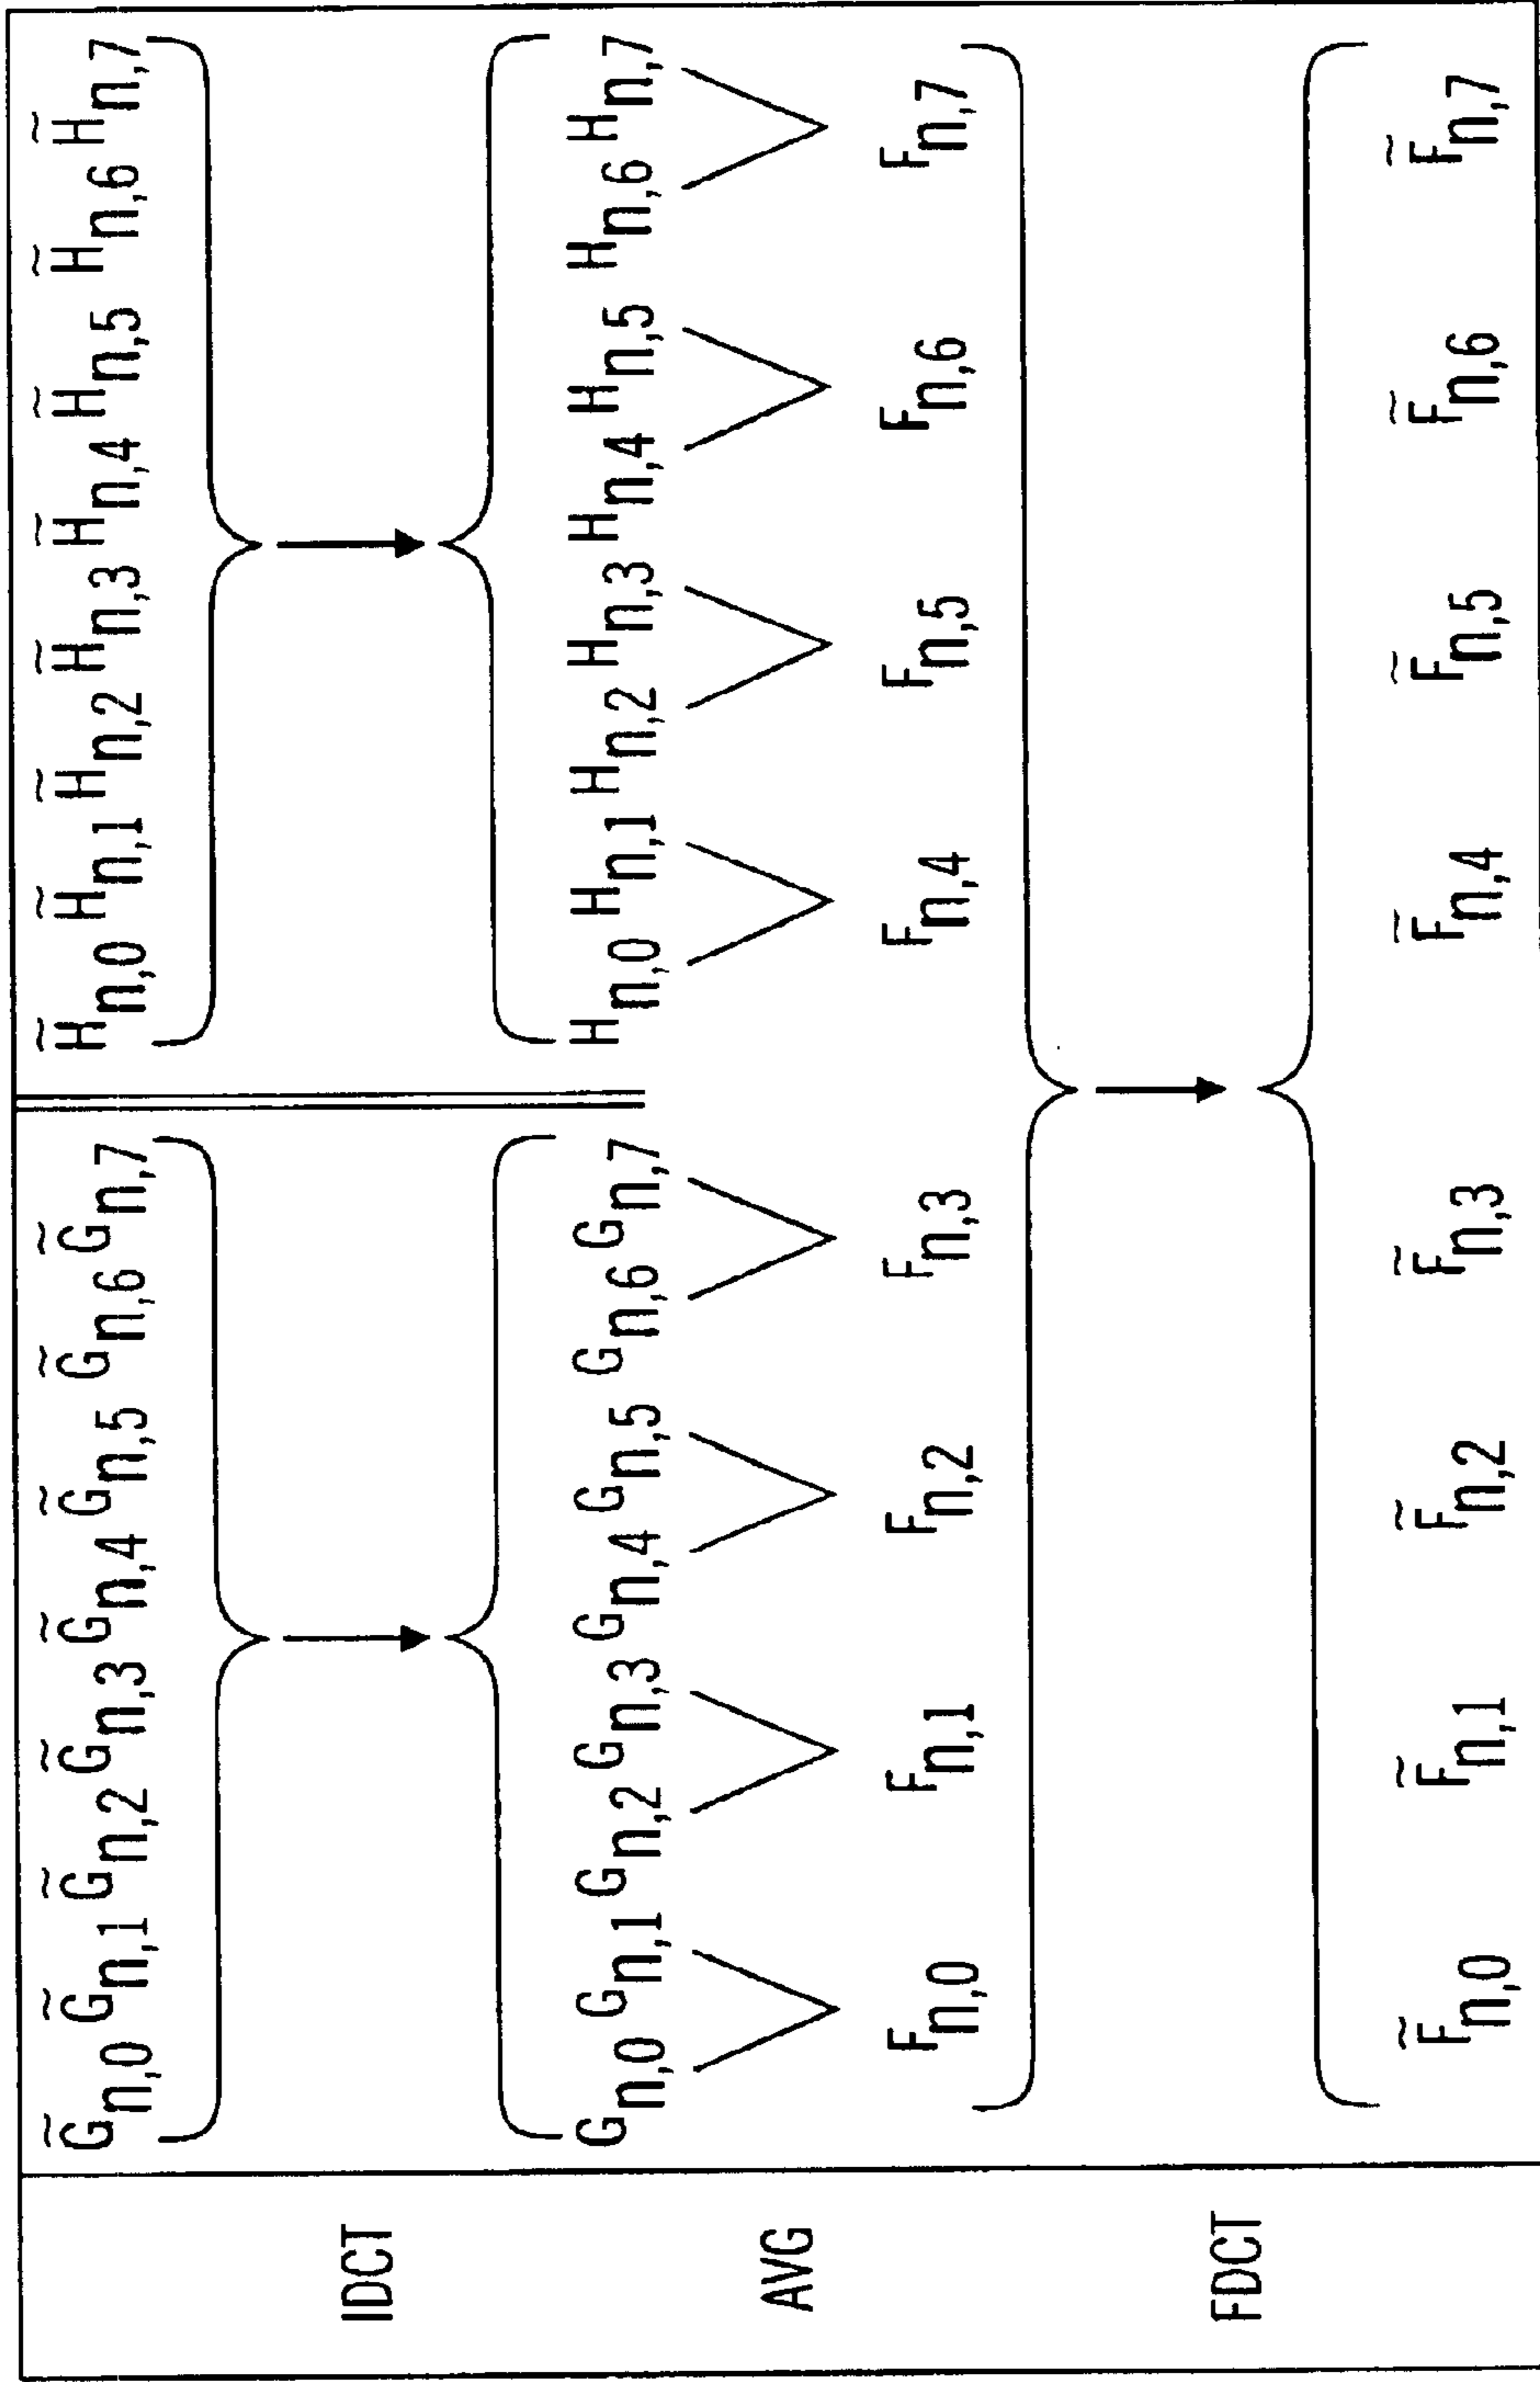 G̃n,0 G̃n,1 G̃n,2 G̃n,3 G̃n,4 G̃n,5 G̃n,6 G̃n,7 H̃n,0 H̃n,1 H̃n,2 H̃n,3 H̃n,4 H̃n,5 H̃n,6 H̃n,7
IDCT
Gn,0 Gn,1 Gn,2 Gn,3 Gn,4 Gn,5 Gn,6 Gn,7 Hn,0 Hn,1 Hn,2 Hn,3 Hn,4 Hn,5 Hn,6 Hn,7
AVG
Fn,0 Fn,1 Fn,2 Fn,3 Fn,4 Fn,5 Fn,6 Fn,7
FDCT
F̃n,0 F̃n,1 F̃n,2 F̃n,3 F̃n,4 F̃n,5 F̃n,6 F̃n,7